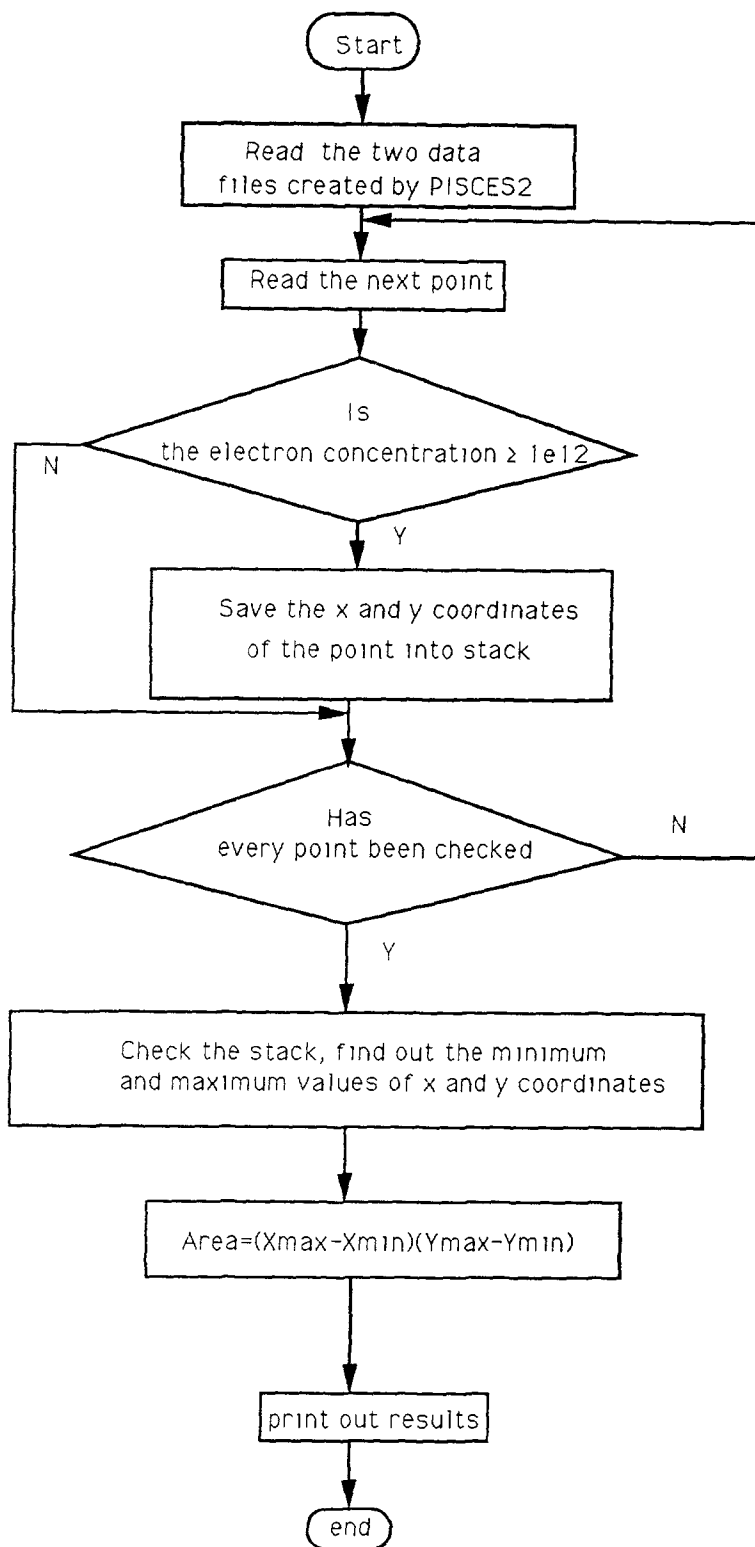 Start
Read the two data
files created by PISCES2
Read the next point
Is
the electron concentration ≥ 1e12
N
Y
Save the x and y coordinates
of the point into stack
Has
every point been checked
N
Y
Check the stack, find out the minimum
and maximum values of x and y coordinates
Area=(Xmax-Xmin)(Ymax-Ymin)
print out results
end